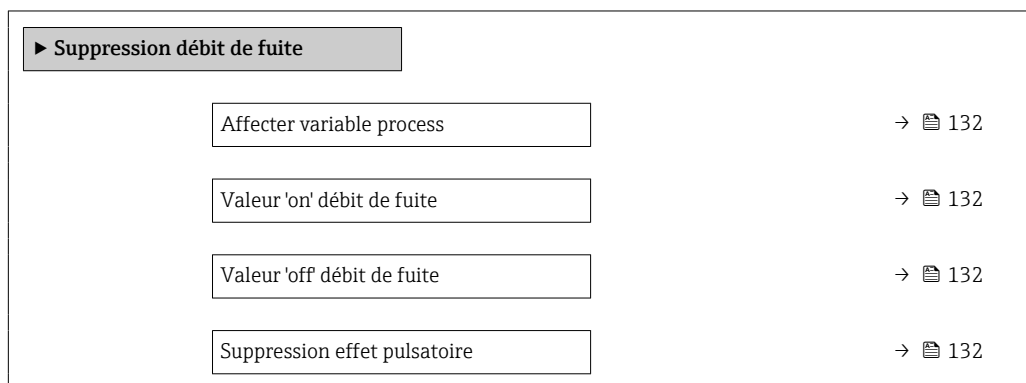 ▶ Suppression débit de fuite
Affecter variable process → 132
Valeur 'on' débit de fuite → 132
Valeur 'off' débit de fuite → 132
Suppression effet pulsatoire → 132